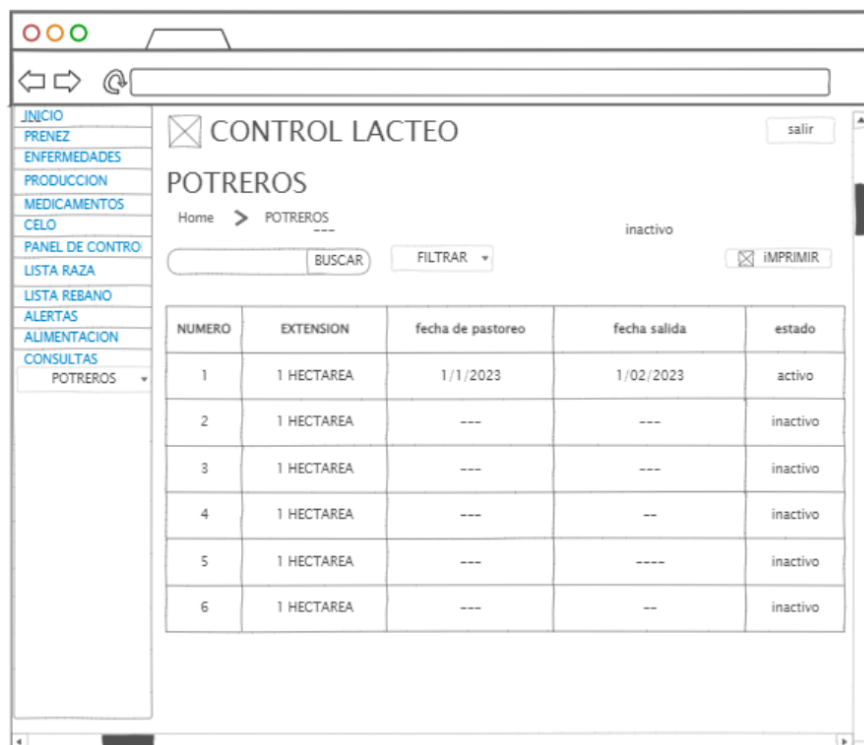 INICIO
PRENEZ
ENFERMEDADES
PRODUCCION
MEDICAMENTOS
CELO
PANEL DE CONTRO
LISTA RAZA
LISTA REBANO
ALERTAS
ALIMENTACION
CONSULTAS
POTREROS
CONTROL LACTEO
salir
POTREROS
Home > POTREROS
---
inactivo
BUSCAR
FILTRAR
iMPRIMIR
NUMERO EXTENSION fecha de pastoreo fecha salida estado
1 1 HECTAREA 1/1/2023 1/02/2023 activo
2 1 HECTAREA --- --- inactivo
3 1 HECTAREA --- --- inactivo
4 1 HECTAREA --- -- inactivo
5 1 HECTAREA --- ---- inactivo
6 1 HECTAREA --- -- inactivo